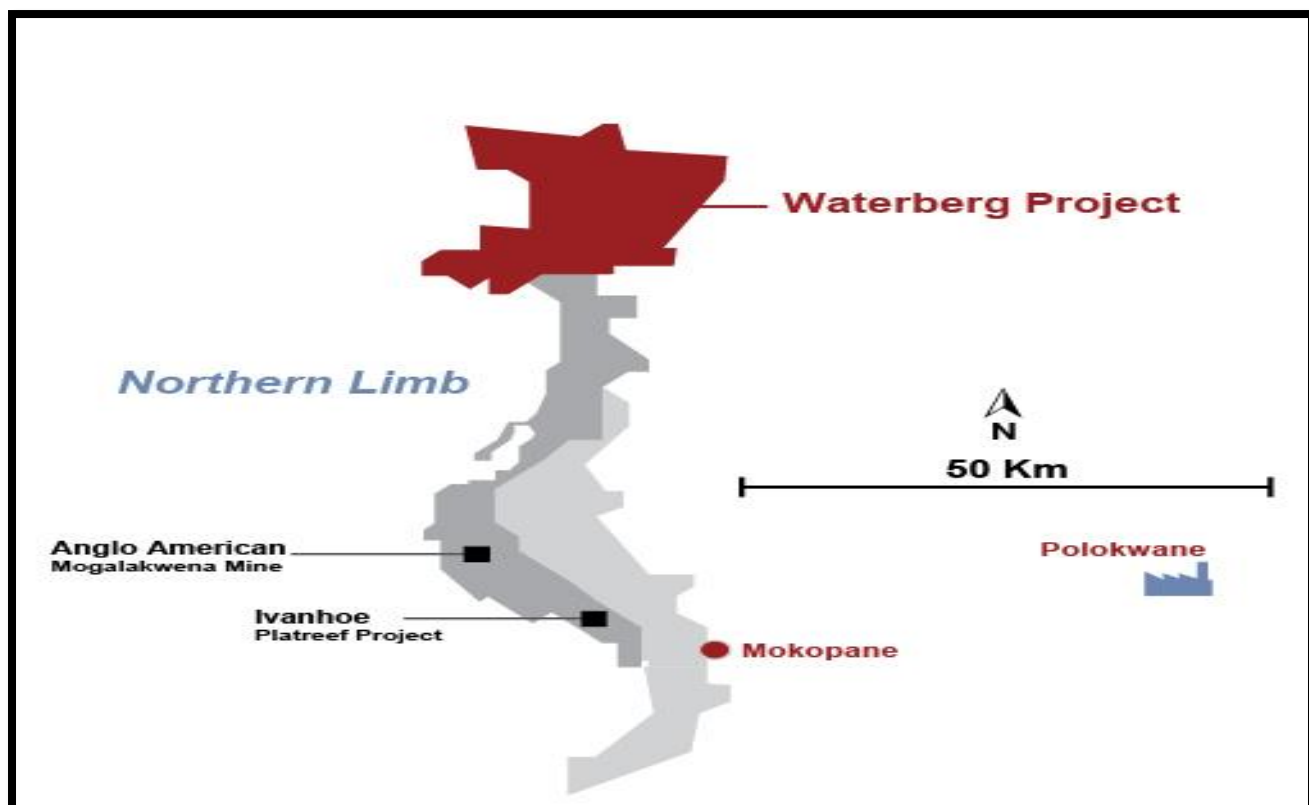 Waterberg Project
Northern Limb
N
50 Km
Anglo American
Mogalakwena Mine
Polokwane
Ivanhoe
Platreef Project
Mokopane